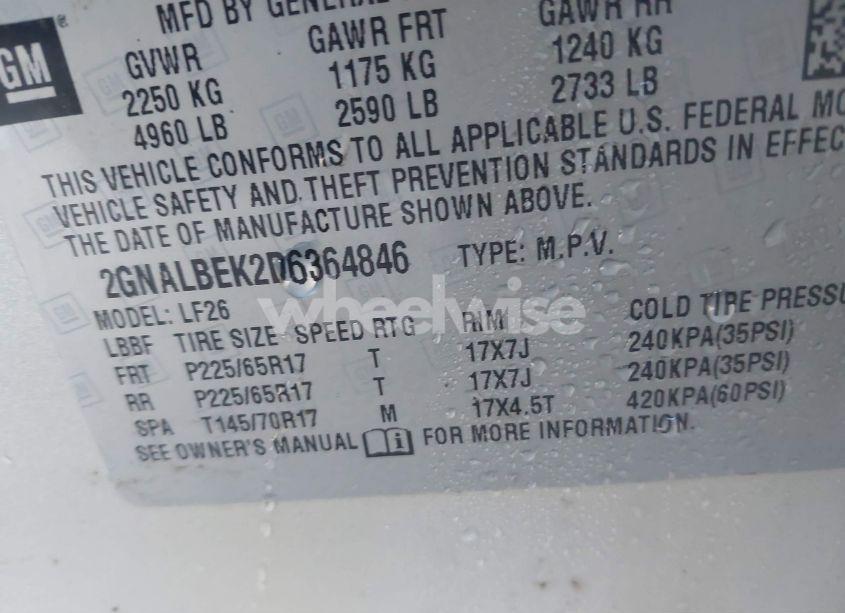 MFD BY GENERAL
GM
GVWR GAWR FRT GAWR RR
2250 KG 1175 KG 1240 KG
4960 LB 2590 LB 2733 LB
THIS VEHICLE CONFORMS TO ALL APPLICABLE U.S. FEDERAL MO
VEHICLE SAFETY AND THEFT PREVENTION STANDARDS IN EFFEC
THE DATE OF MANUFACTURE SHOWN ABOVE.
2GNALBEK2D6364846 TYPE: M.P.V.
MODEL: LF26
wheelwise
LBBF TIRE SIZE SPEED RTG RIM COLD TIRE PRESSU
FRT P225/65R17 T 17X7J 240KPA(35PSI)
RR P225/65R17 T 17X7J 240KPA(35PSI)
SPA T145/70R17 M 17X4.5T 420KPA(60PSI)
SEE OWNER'S MANUAL i FOR MORE INFORMATION.